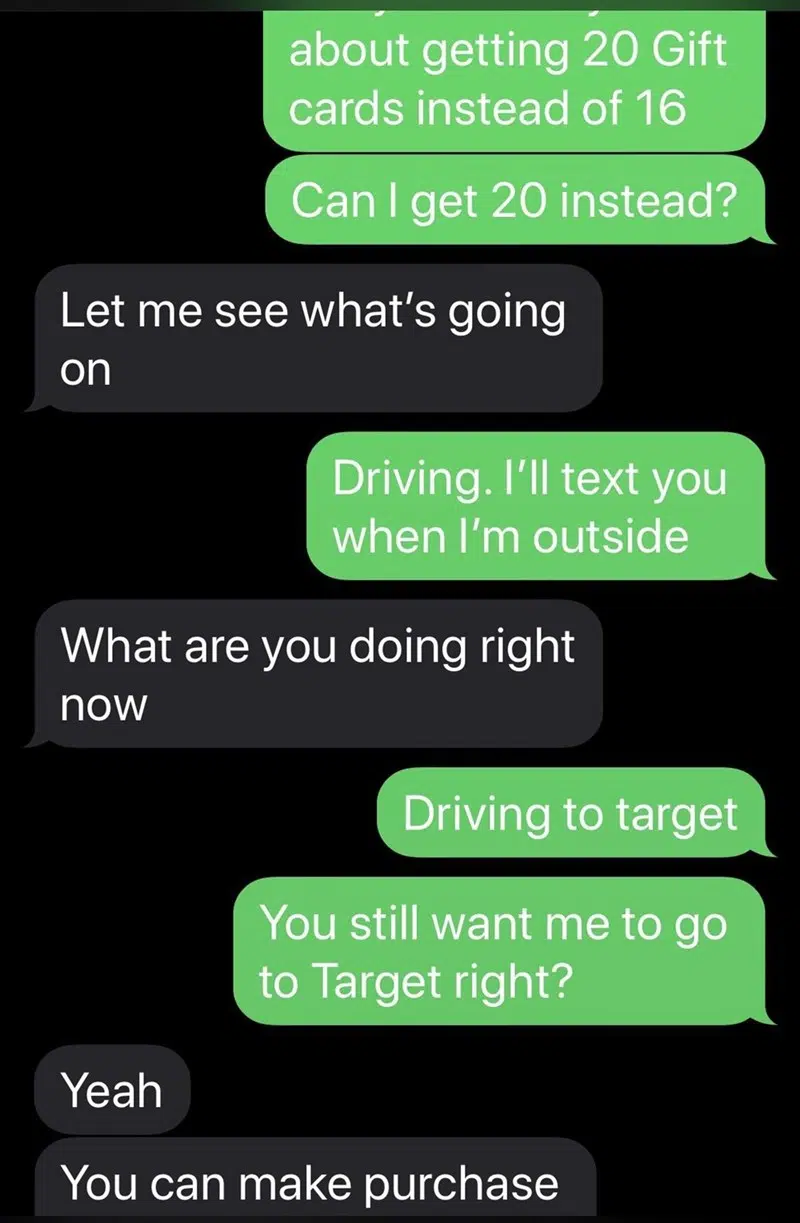 about getting 20 Gift
cards instead of 16
Can I get 20 instead?
Let me see what's going
on
Driving. I'll text you
when I'm outside
What are you doing right
now
Driving to target
You still want me to go
to Target right?
Yeah
You can make purchase